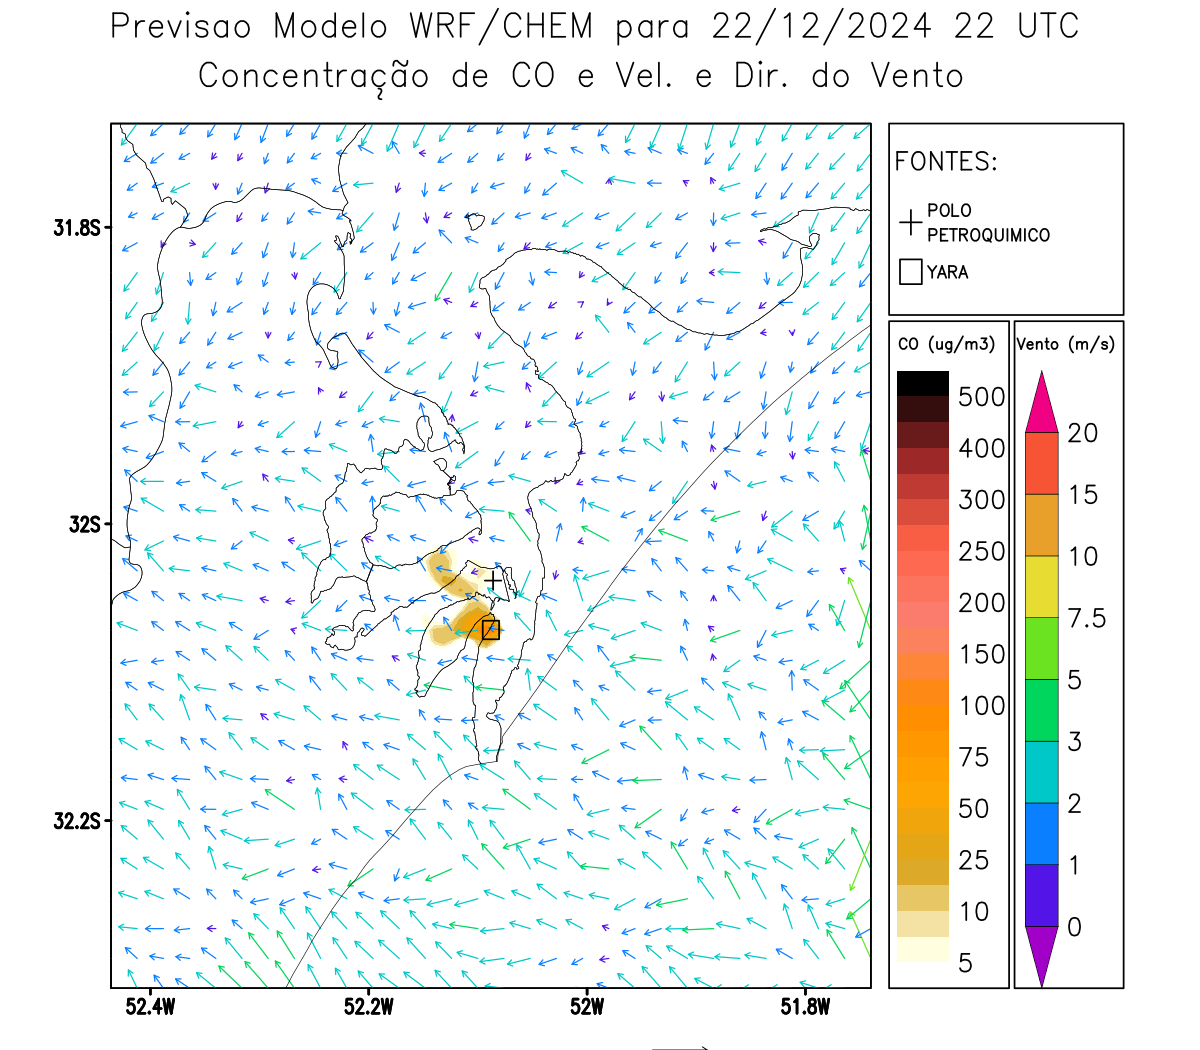 Previsao Modelo WRF/CHEM para 22/12/2024 22 UTC
Concentração de CO e Vel. e Dir. do Vento
FONTES:
POLO
PETROQUIMICO
YARA
CO (ug/m3)
500
400
300
250
200
150
100
75
50
25
10
5
Vento (m/s)
20
15
10
7.5
5
3
2
1
0
31.8S
32S
32.2S
52.4W
52.2W
52W
51.8W